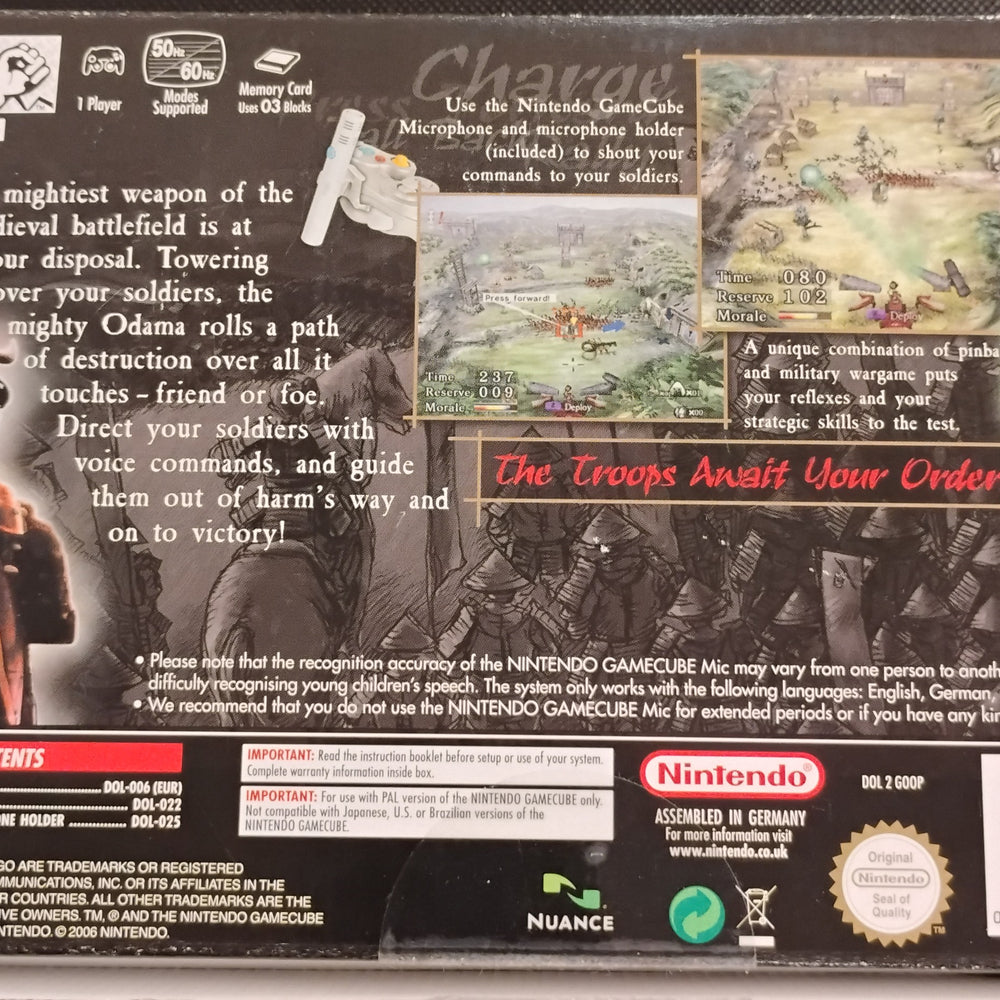 50Hz
60Hz
1 Player
Modes
Supported
Memory Card
Uses 03 Blocks
Charge
Use the Nintendo GameCube
Microphone and microphone holder
(included) to shout your
commands to your soldiers.
mightiest weapon of the
dieval battlefield is at
our disposal. Towering
over your soldiers, the
mighty Odama rolls a path
of destruction over all it
touches – friend or foe.
Direct your soldiers with
voice commands, and guide
them out of harm's way and
on to victory!
Press forward!
Time 237
Reserve 009
Morale
Deploy
x01
x00
Time 080
Reserve 102
Morale
Deploy
A unique combination of pinba
and military wargame puts
your reflexes and your
strategic skills to the test.
The Troops Await Your Order
• Please note that the recognition accuracy of the NINTENDO GAMECUBE Mic may vary from one person to anoth
difficulty recognising young children's speech. The system only works with the following languages: English, German,
• We recommend that you do not use the NINTENDO GAMECUBE Mic for extended periods or if you have any kin
TENTS
DOL-006 (EUR)
DOL-022
NE HOLDER DOL-025
IMPORTANT: Read the instruction booklet before setup or use of your system.
Complete warranty information inside box.
IMPORTANT: For use with PAL version of the NINTENDO GAMECUBE only.
Not compatible with Japanese, U.S. or Brazilian versions of the
NINTENDO GAMECUBE.
Nintendo®
ASSEMBLED IN GERMANY
For more information visit
www.nintendo.co.uk
DOL 2 GOOP
Original
Nintendo
Seal of
Quality
TM
GO ARE TRADEMARKS OR REGISTERED
MMUNICATIONS, INC. OR ITS AFFILIATES IN THE
R COUNTRIES. ALL OTHER TRADEMARKS ARE THE
VE OWNERS. TM, ® AND THE NINTENDO GAMECUBE
NTENDO. © 2006 NINTENDO.
NUANCE